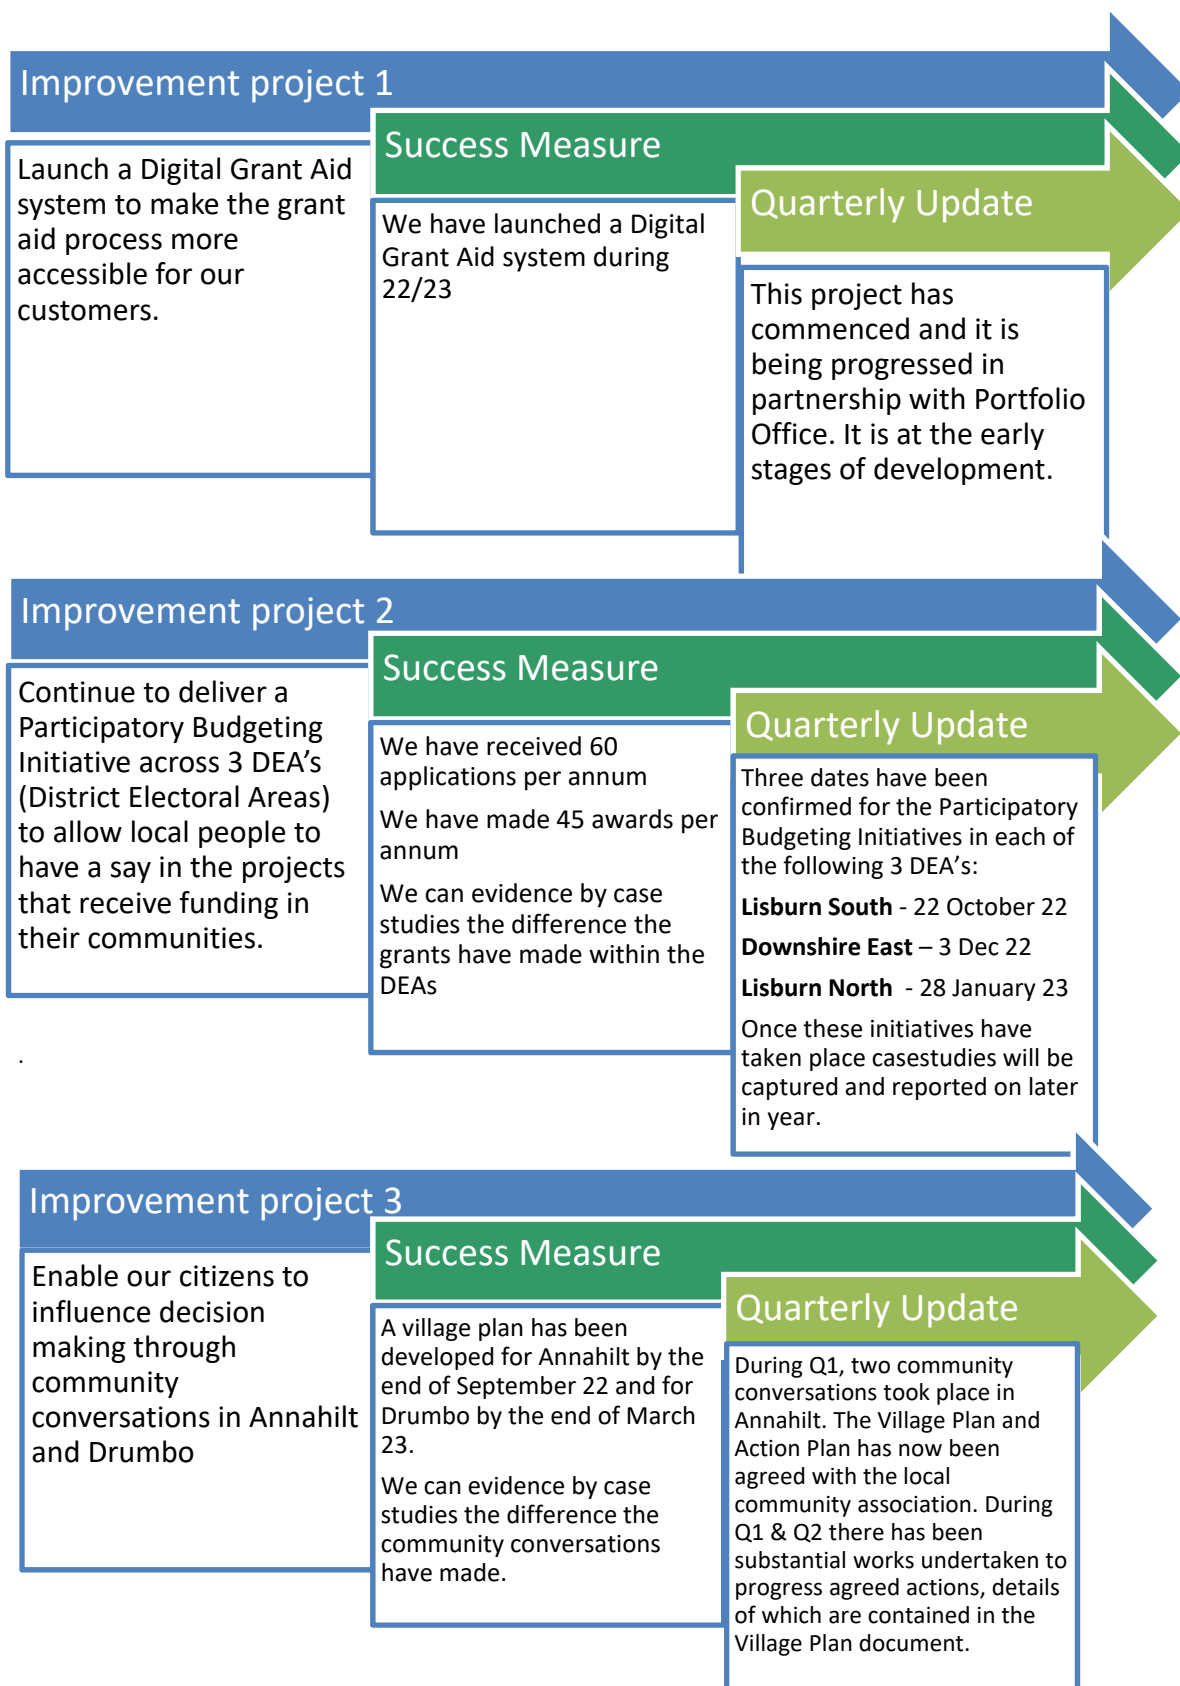 Improvement project 1
Launch a Digital Grant Aid
system to make the grant
aid process more
accessible for our
customers.
Success Measure
We have launched a Digital
Grant Aid system during
22/23
Quarterly Update
This project has
commenced and it is
being progressed in
partnership with Portfolio
Office. It is at the early
stages of development.
Improvement project 2
Continue to deliver a
Participatory Budgeting
Initiative across 3 DEA’s
(District Electoral Areas)
to allow local people to
have a say in the projects
that receive funding in
their communities.
Success Measure
We have received 60
applications per annum
We have made 45 awards per
annum
We can evidence by case
studies the difference the
grants have made within the
DEAs
Quarterly Update
Three dates have been
confirmed for the Participatory
Budgeting Initiatives in each of
the following 3 DEA’s:
Lisburn South - 22 October 22
Downshire East – 3 Dec 22
Lisburn North  - 28 January 23
Once these initiatives have
taken place casestudies will be
captured and reported on later
in year.
.
Improvement project 3
Enable our citizens to
influence decision
making through
community
conversations in Annahilt
and Drumbo
Success Measure
A village plan has been
developed for Annahilt by the
end of September 22 and for
Drumbo by the end of March
23.
We can evidence by case
studies the difference the
community conversations
have made.
Quarterly Update
During Q1, two community
conversations took place in
Annahilt. The Village Plan and
Action Plan has now been
agreed with the local
community association. During
Q1 & Q2 there has been
substantial works undertaken to
progress agreed actions, details
of which are contained in the
Village Plan document.